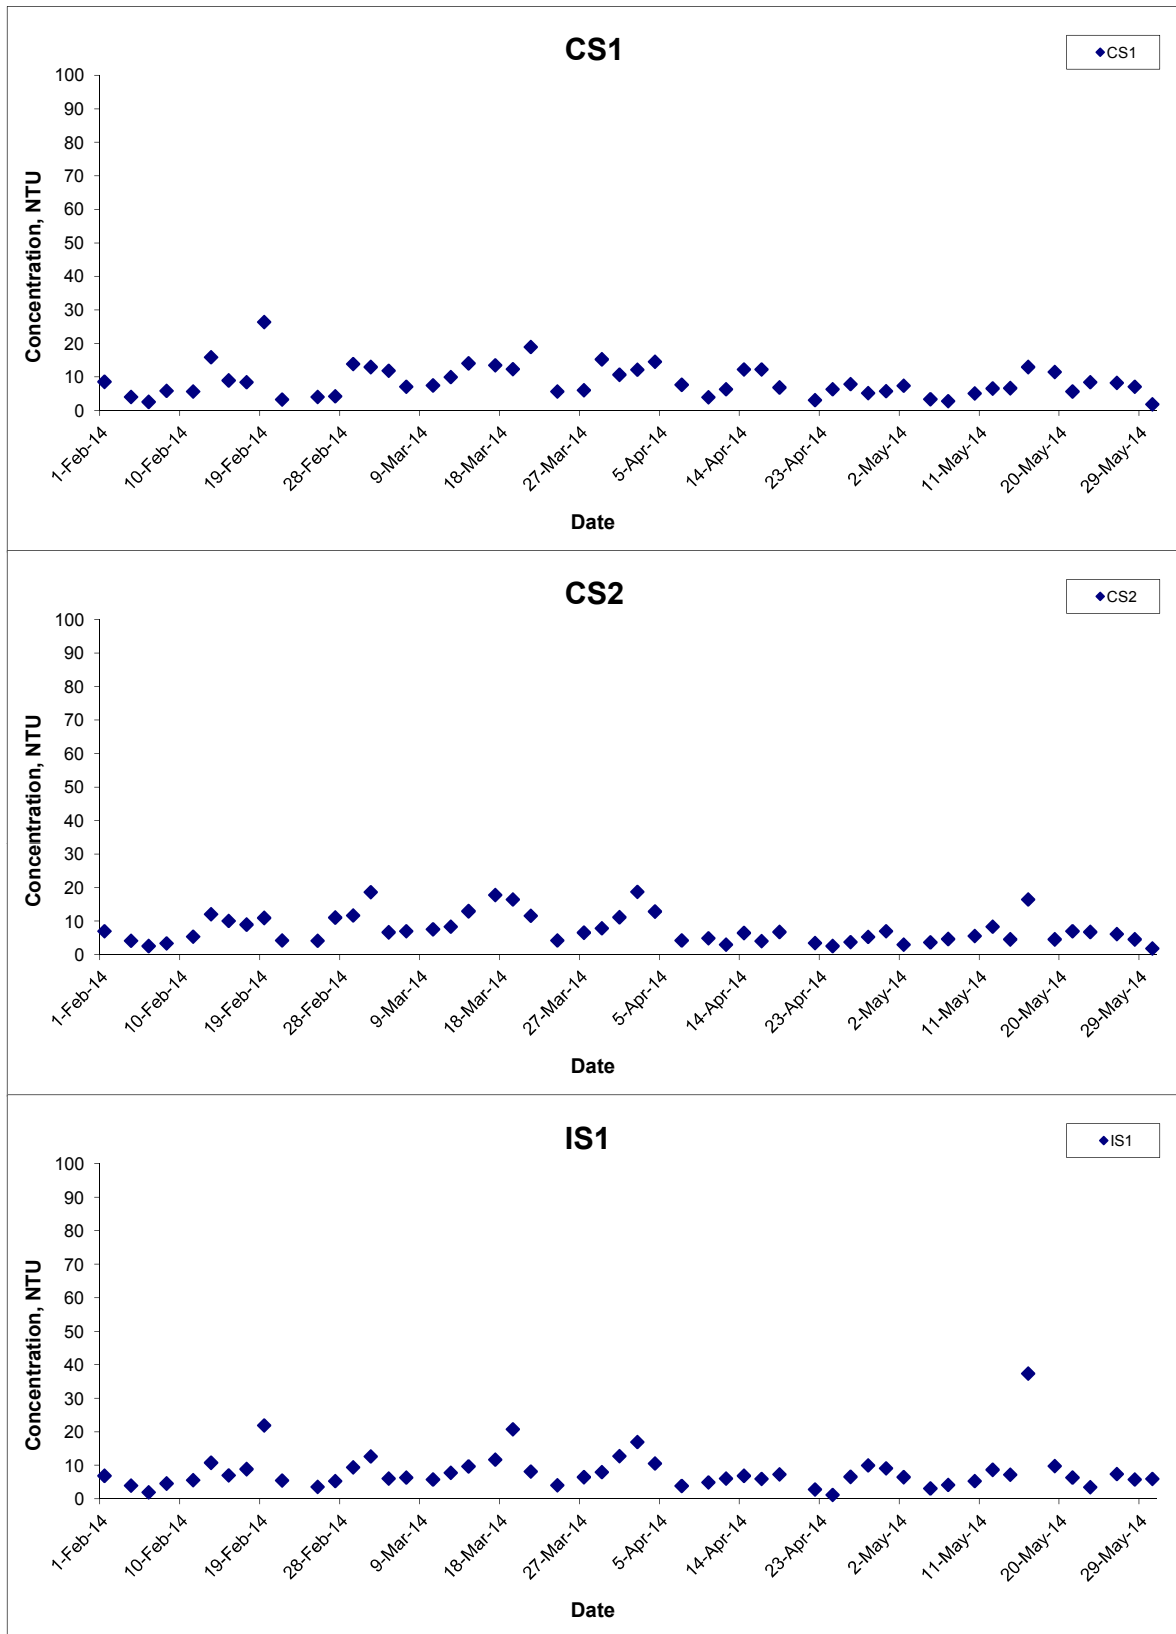 CS1
CS1
100
90
80
70
60
50
40
30
20
10
0
Concentration, NTU
1-Feb-14
10-Feb-14
19-Feb-14
28-Feb-14
9-Mar-14
18-Mar-14
27-Mar-14
5-Apr-14
14-Apr-14
23-Apr-14
2-May-14
11-May-14
20-May-14
29-May-14
Date
CS2
CS2
100
90
80
70
60
50
40
30
20
10
0
Concentration, NTU
1-Feb-14
10-Feb-14
19-Feb-14
28-Feb-14
9-Mar-14
18-Mar-14
27-Mar-14
5-Apr-14
14-Apr-14
23-Apr-14
2-May-14
11-May-14
20-May-14
29-May-14
Date
IS1
IS1
100
90
80
70
60
50
40
30
20
10
0
Concentration, NTU
1-Feb-14
10-Feb-14
19-Feb-14
28-Feb-14
9-Mar-14
18-Mar-14
27-Mar-14
5-Apr-14
14-Apr-14
23-Apr-14
2-May-14
11-May-14
20-May-14
29-May-14
Date